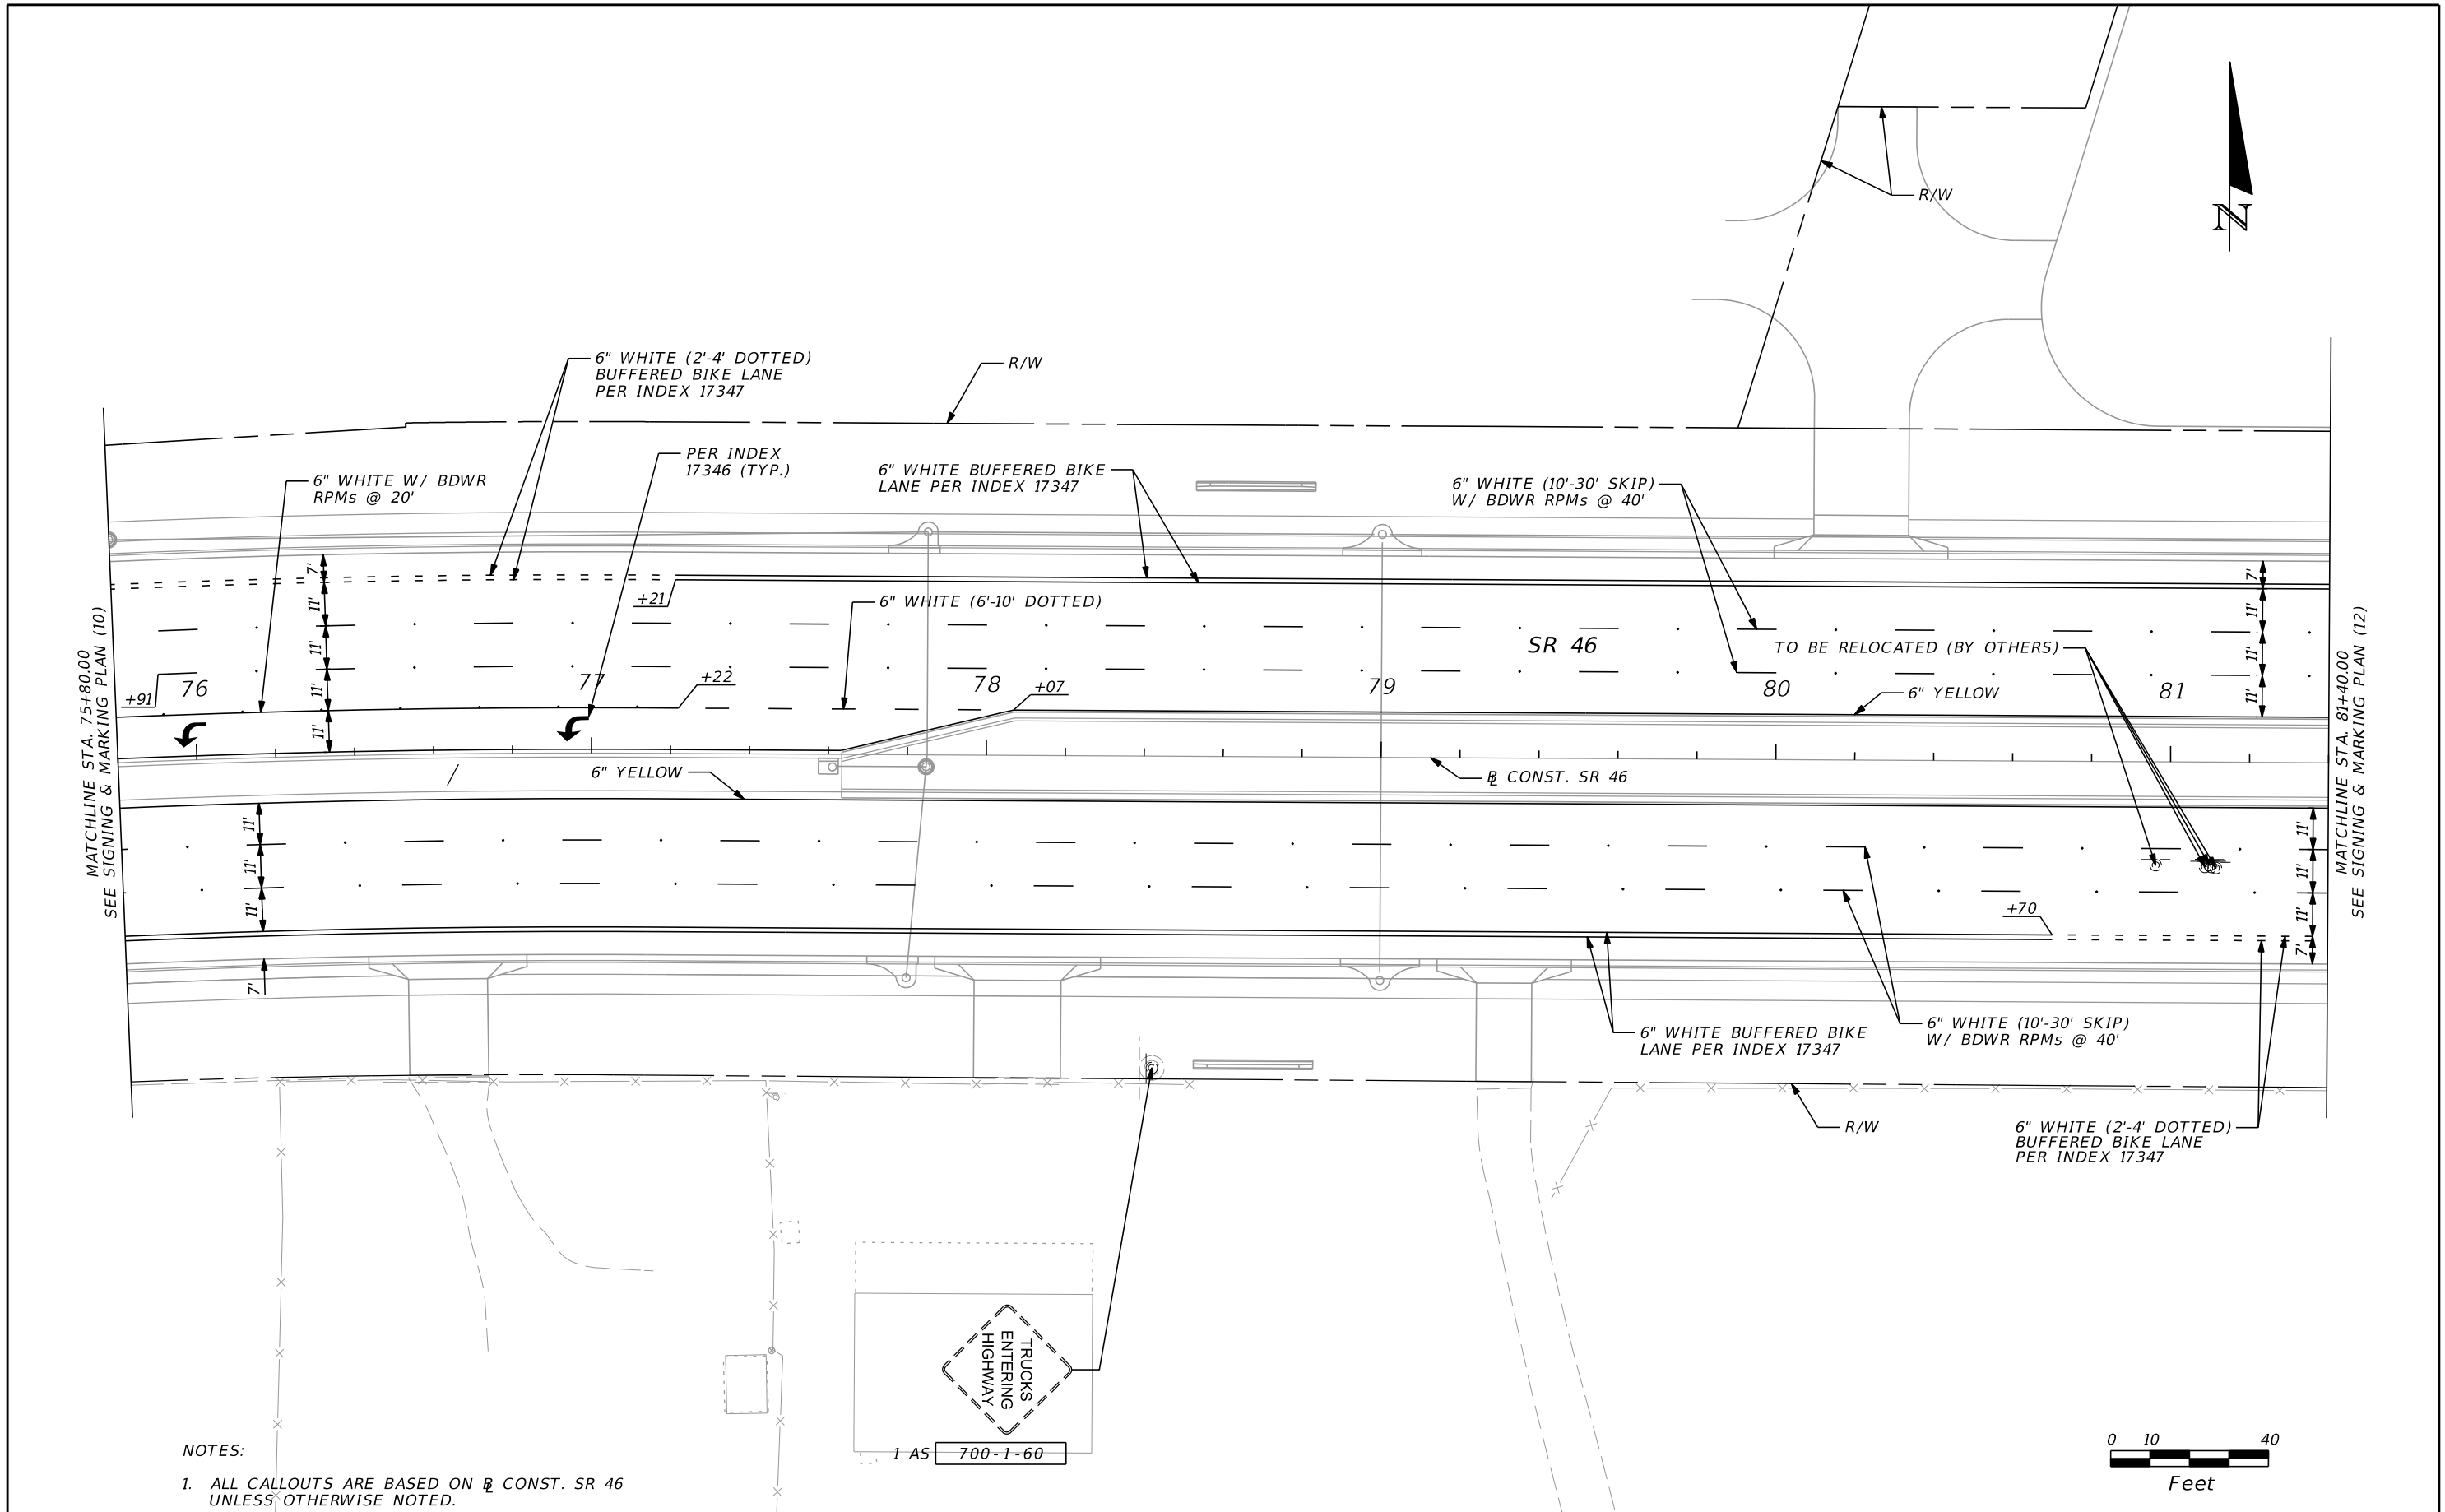 R/W
N
6" WHITE (2'-4' DOTTED)
BUFFERED BIKE LANE
PER INDEX 17347
R/W
PER INDEX
17346 (TYP.)
6" WHITE W/ BDWR
RPMs @ 20'
6" WHITE BUFFERED BIKE
LANE PER INDEX 17347
6" WHITE (10'-30' SKIP)
W/ BDWR RPMs @ 40'
7'
11'
11'
11'
11'
+21
6" WHITE (6'-10' DOTTED)
SR 46
TO BE RELOCATED (BY OTHERS)
7'
11'
11'
11'
MATCHLINE STA. 75+80.00
SEE SIGNING & MARKING PLAN (10)
+91
76
77
+22
78
+07
79
80
6" YELLOW
81
MATCHLINE STA. 81+40.00
SEE SIGNING & MARKING PLAN (12)
6" YELLOW
BL CONST. SR 46
11'
11'
11'
7'
+70
11'
11'
11'
7'
6" WHITE BUFFERED BIKE
LANE PER INDEX 17347
6" WHITE (10'-30' SKIP)
W/ BDWR RPMs @ 40'
R/W
6" WHITE (2'-4' DOTTED)
BUFFERED BIKE LANE
PER INDEX 17347
TRUCKS
ENTERING
HIGHWAY
1 AS 700-1-60
NOTES:
1. ALL CALLOUTS ARE BASED ON BL CONST. SR 46
UNLESS OTHERWISE NOTED.
0 10 40
Feet